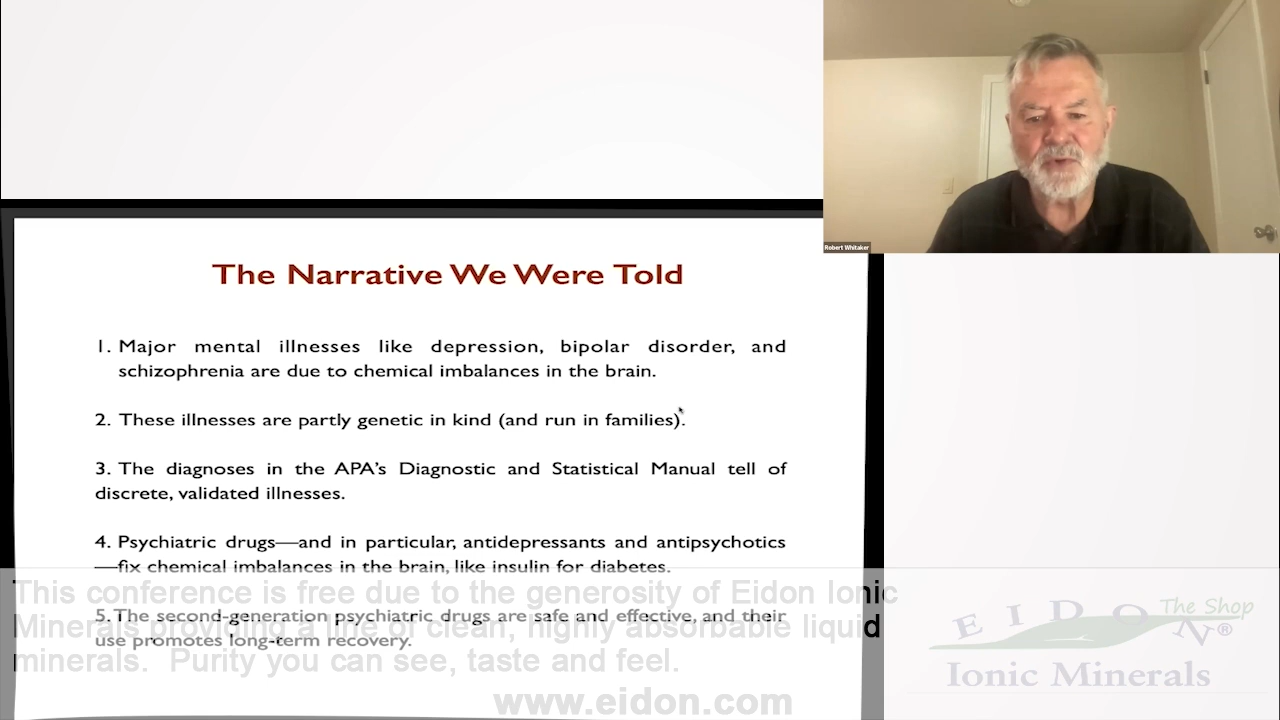 Robert Whitaker
The Narrative We Were Told
1. Major mental illnesses like depression, bipolar disorder, and
schizophrenia are due to chemical imbalances in the brain.
2. These illnesses are partly genetic in kind (and run in families).
3. The diagnoses in the APA's Diagnostic and Statistical Manual tell of
discrete, validated illnesses.
4. Psychiatric drugs—and in particular, antidepressants and antipsychotics
—fix chemical imbalances in the brain, like insulin for diabetes.
5. The second-generation psychiatric drugs are safe and effective, and their
use promotes long-term recovery.
This conference is free due to the generosity of Eidon Ionic
Minerals providing a line of clean, highly absorbable liquid
minerals. Purity you can see, taste and feel.
www.eidon.com
The Shop
EIDON®
Ionic Minerals